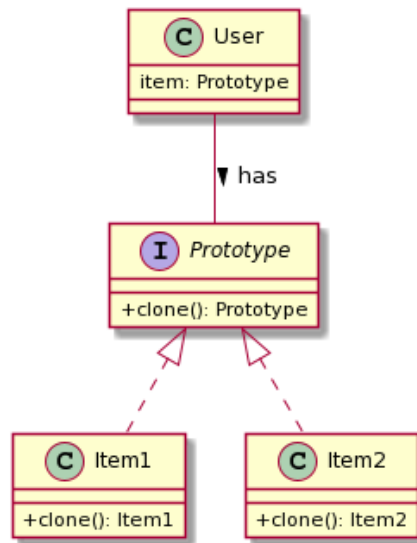 C User
item: Prototype
has
I Prototype
+clone(): Prototype
C Item1
+clone(): Item1
C Item2
+clone(): Item2